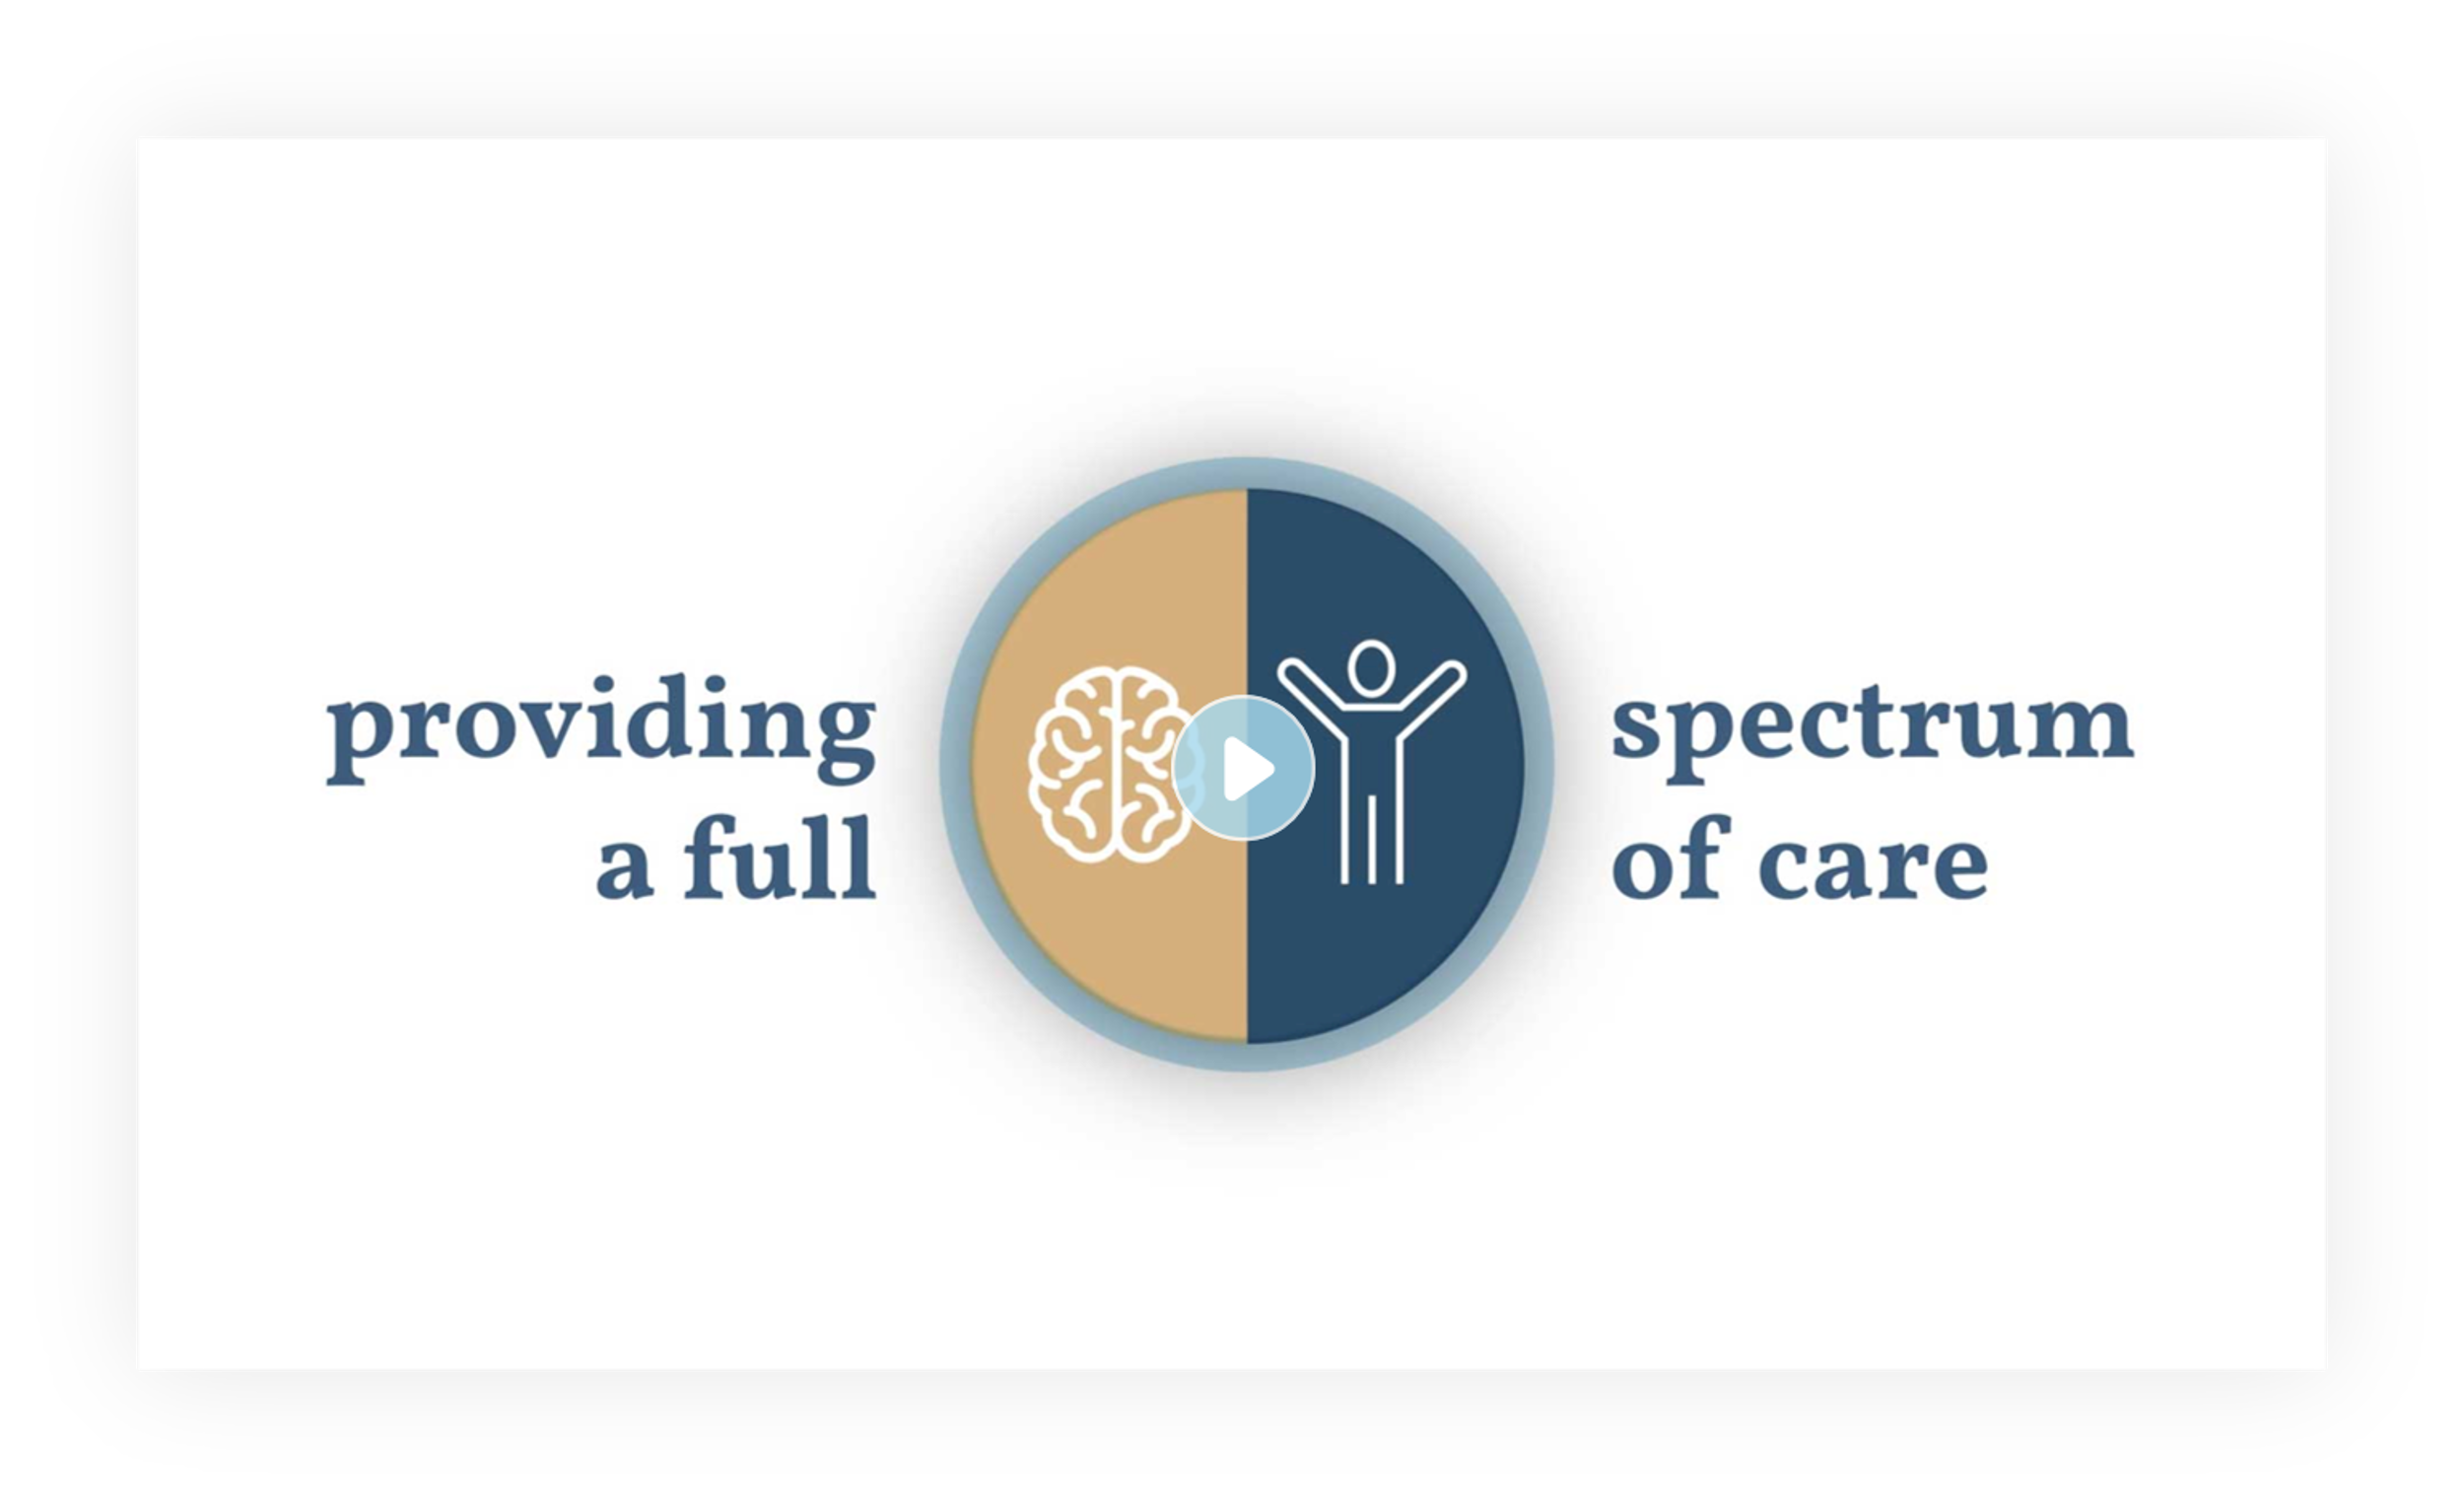 providing
a full
spectrum
of care